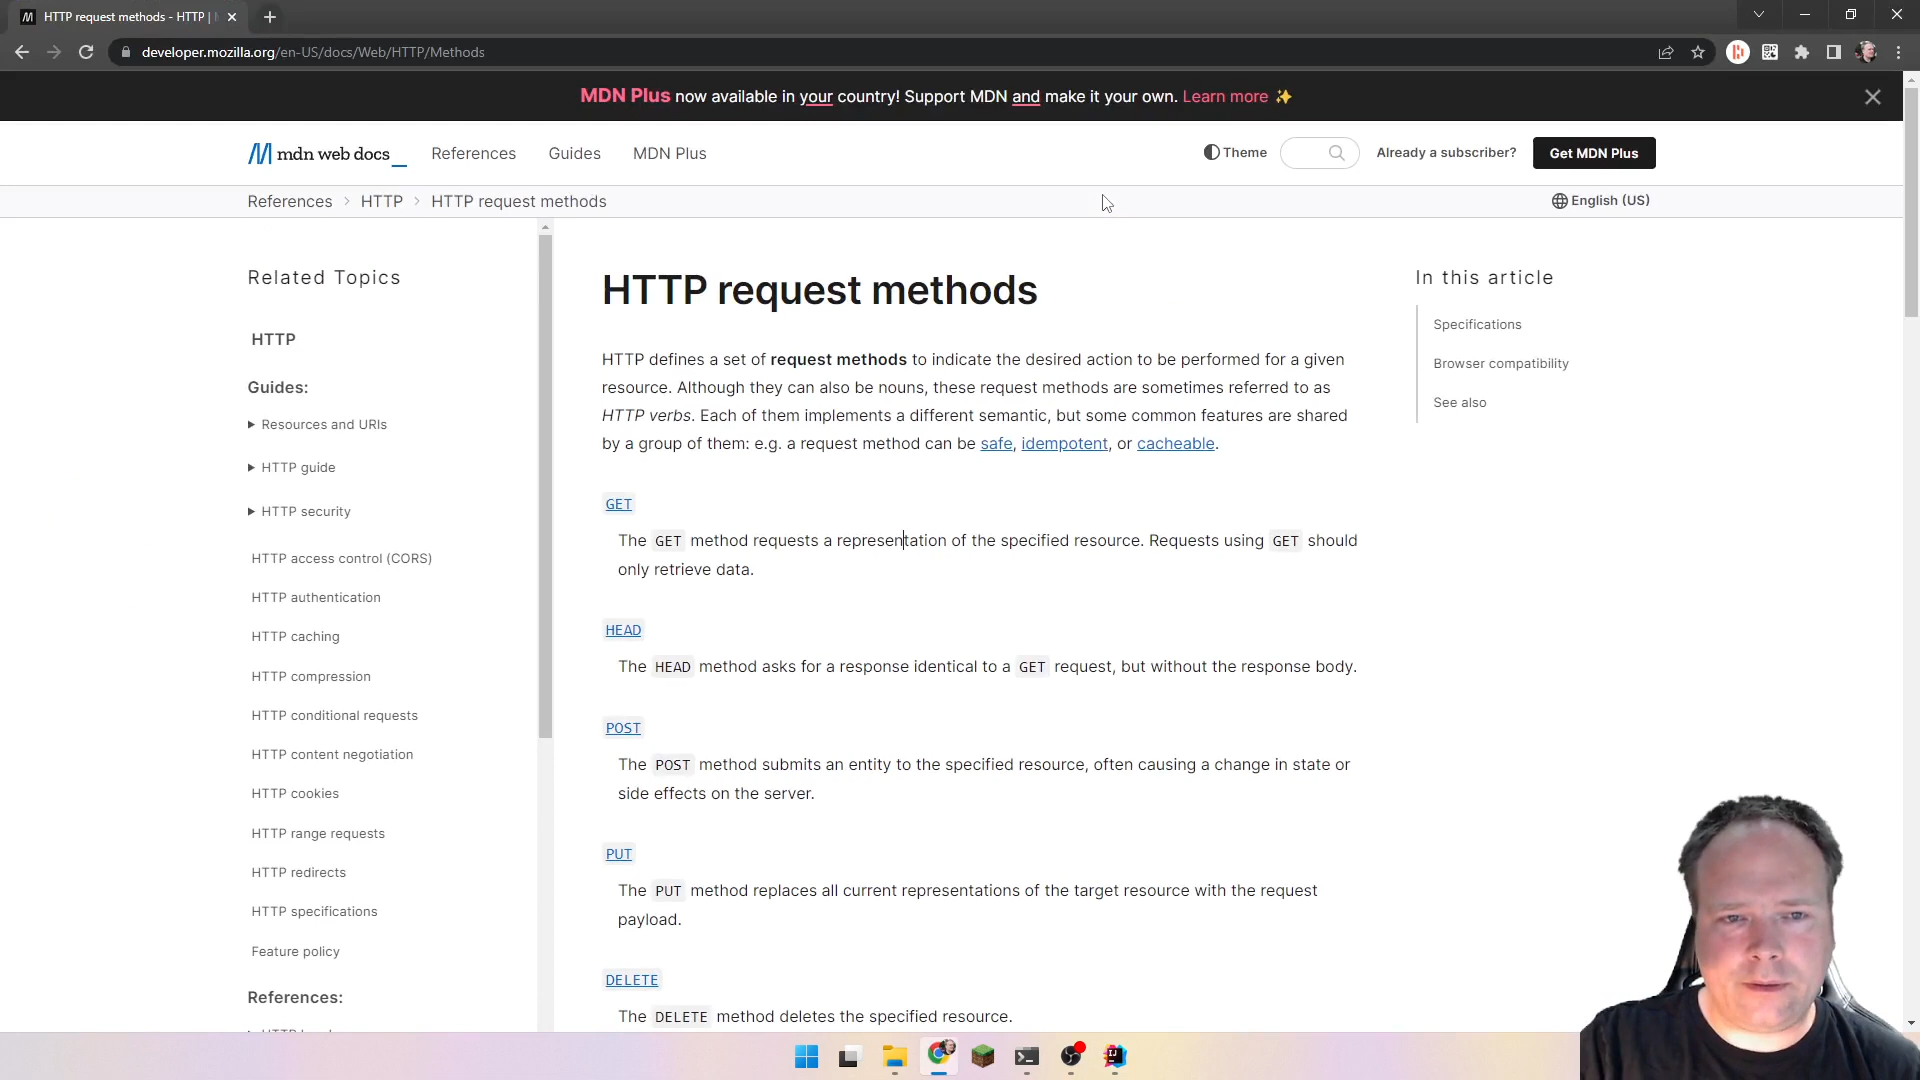 HTTP request methods - HTTP |
developer.mozilla.org/en-US/docs/Web/HTTP/Methods
MDN Plus now available in your country! Support MDN and make it your own. Learn more ✨
mdn web docs_
References
Guides
MDN Plus
Theme
Already a subscriber?
Get MDN Plus
References > HTTP > HTTP request methods
English (US)
Related Topics
HTTP
Guides:
Resources and URIs
HTTP guide
HTTP security
HTTP access control (CORS)
HTTP authentication
HTTP caching
HTTP compression
HTTP conditional requests
HTTP content negotiation
HTTP cookies
HTTP range requests
HTTP redirects
HTTP specifications
Feature policy
References:
HTTP request methods
HTTP defines a set of request methods to indicate the desired action to be performed for a given
resource. Although they can also be nouns, these request methods are sometimes referred to as
HTTP verbs. Each of them implements a different semantic, but some common features are shared
by a group of them: e.g. a request method can be safe, idempotent, or cacheable.
GET
The GET method requests a representation of the specified resource. Requests using GET should
only retrieve data.
HEAD
The HEAD method asks for a response identical to a GET request, but without the response body.
POST
The POST method submits an entity to the specified resource, often causing a change in state or
side effects on the server.
PUT
The PUT method replaces all current representations of the target resource with the request
payload.
DELETE
The DELETE method deletes the specified resource.
In this article
Specifications
Browser compatibility
See also